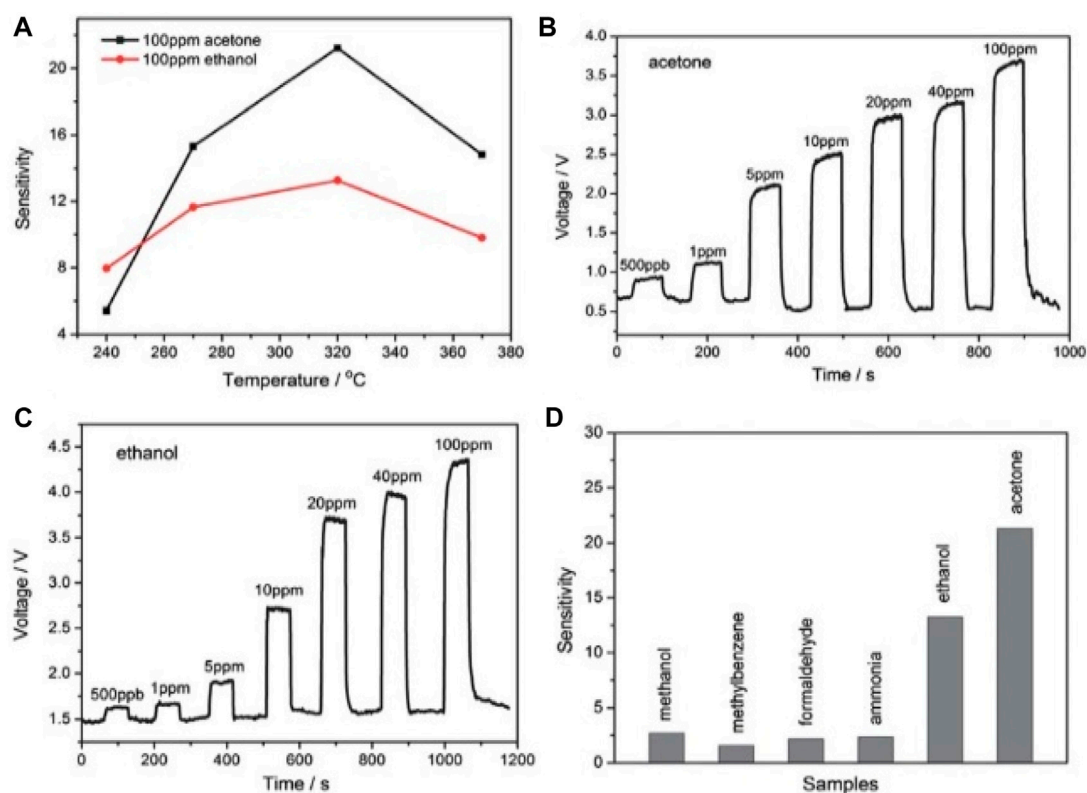 A
100ppm acetone
100ppm ethanol
20
16
12
8
4
Sensitivity
240 260 280 300 320 340 360 380
Temperature / °C
B
acetone
4.0
3.5
3.0
2.5
2.0
1.5
1.0
0.5
Voltage / V
500ppb
1ppm
5ppm
10ppm
20ppm
40ppm
100ppm
0 200 400 600 800 1000
Time / s
C
ethanol
4.5
4.0
3.5
3.0
2.5
2.0
1.5
Voltage / V
500ppb
1ppm
5ppm
10ppm
20ppm
40ppm
100ppm
0 200 400 600 800 1000 1200
Time / s
D
30
25
20
15
10
5
0
Sensitivity
methanol
methylbenzene
formaldehyde
ammonia
ethanol
acetone
Samples